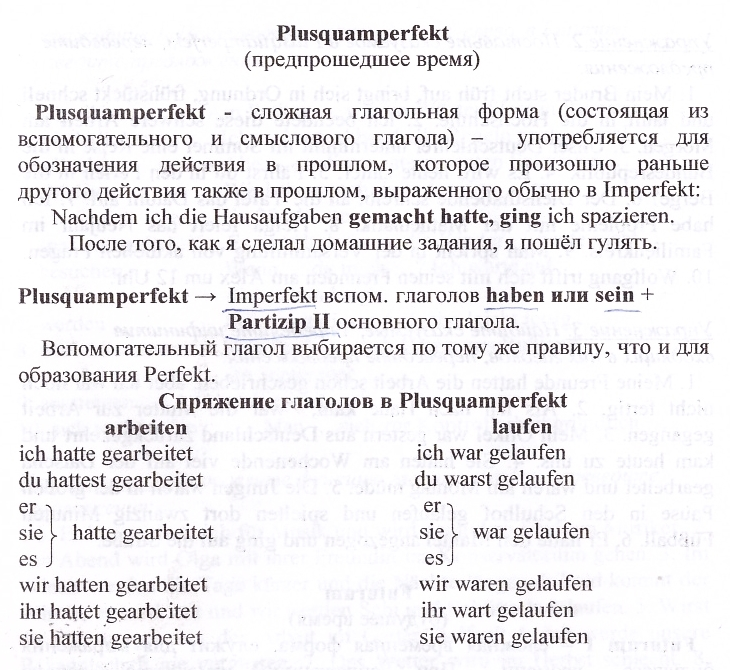 Plusquamperfekt
(предпрошедшее время)
Plusquamperfekt - сложная глагольная форма (состоящая из
вспомогательного и смыслового глагола) – употребляется для
обозначения действия в прошлом, которое произошло раньше
другого действия также в прошлом, выраженного обычно в Imperfekt:
Nachdem ich die Hausaufgaben gemacht hatte, ging ich spazieren.
После того, как я сделал домашние задания, я пошёл гулять.
Plusquamperfekt → Imperfekt вспом. глаголов haben или sein +
Partizip II основного глагола.
Вспомогательный глагол выбирается по тому же правилу, что и для
образования Perfekt.
Спряжение глаголов в Plusquamperfekt
arbeiten laufen
ich hatte gearbeitet ich war gelaufen
du hattest gearbeitet du warst gelaufen
er er
sie } hatte gearbeitet sie } war gelaufen
es es
wir hatten gearbeitet wir waren gelaufen
ihr hattet gearbeitet ihr wart gelaufen
sie hatten gearbeitet sie waren gelaufen